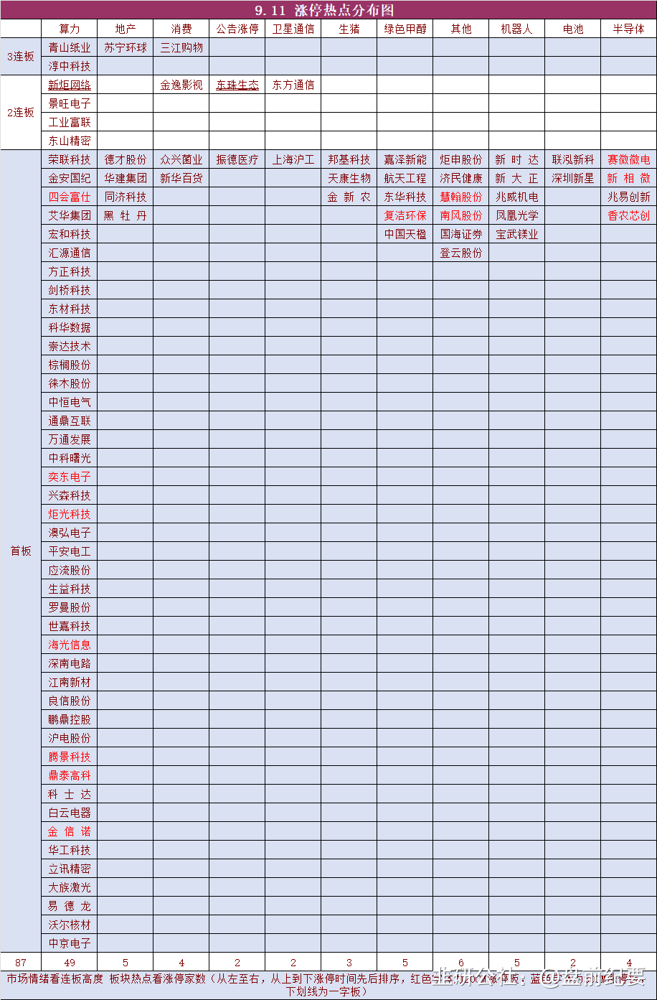 9.11 涨停热点分布图
算力 地产 消费 公告涨停 卫星通信 生猪 绿色甲醇 其他 机器人 电池 半导体
3连板 青山纸业 苏宁环球 三江购物
淳中科技
2连板 新炬网络 金逸影视 东珠生态 东方通信
景旺电子
工业富联
东山精密
首板 荣联科技 德才股份 众兴菌业 振德医疗 上海沪工 邦基科技 嘉泽新能 炬申股份 新时达 联泓新科 赛微微电
金安国纪 华建集团 新华百货 天康生物 航天工程 济民健康 新大正 深圳新星 新相微
四会富仕 同济科技 金新农 东华科技 慧翰股份 兆威机电 兆易创新
艾华集团 黑牡丹 复洁环保 南风股份 凤凰光学 香农芯创
宏和科技 中国天楹 国海证券 宝武镁业
汇源通信 登云股份
方正科技
剑桥科技
东材科技
科华数据
崇达技术
棕榈股份
徕木股份
中恒电气
通鼎互联
万通发展
中科曙光
奕东电子
兴森科技
炬光科技
澳弘电子
平安电工
应流股份
生益科技
罗曼股份
世嘉科技
海光信息
深南电路
江南新材
良信股份
鹏鼎控股
沪电股份
腾景科技
鼎泰高科
科士达
白云电器
金信诺
华工科技
立讯精密
大族激光
易德龙
沃尔核材
中京电子
87 49 5 4 2 2 3 5 6 5 2 4
市场情绪看连板高度 板块热点看涨停家数（从左至右，从上到下涨停时间先后排序，红色字体为20CM涨停板，蓝
下划线为一字板）
韭研公社：@盘前纪要